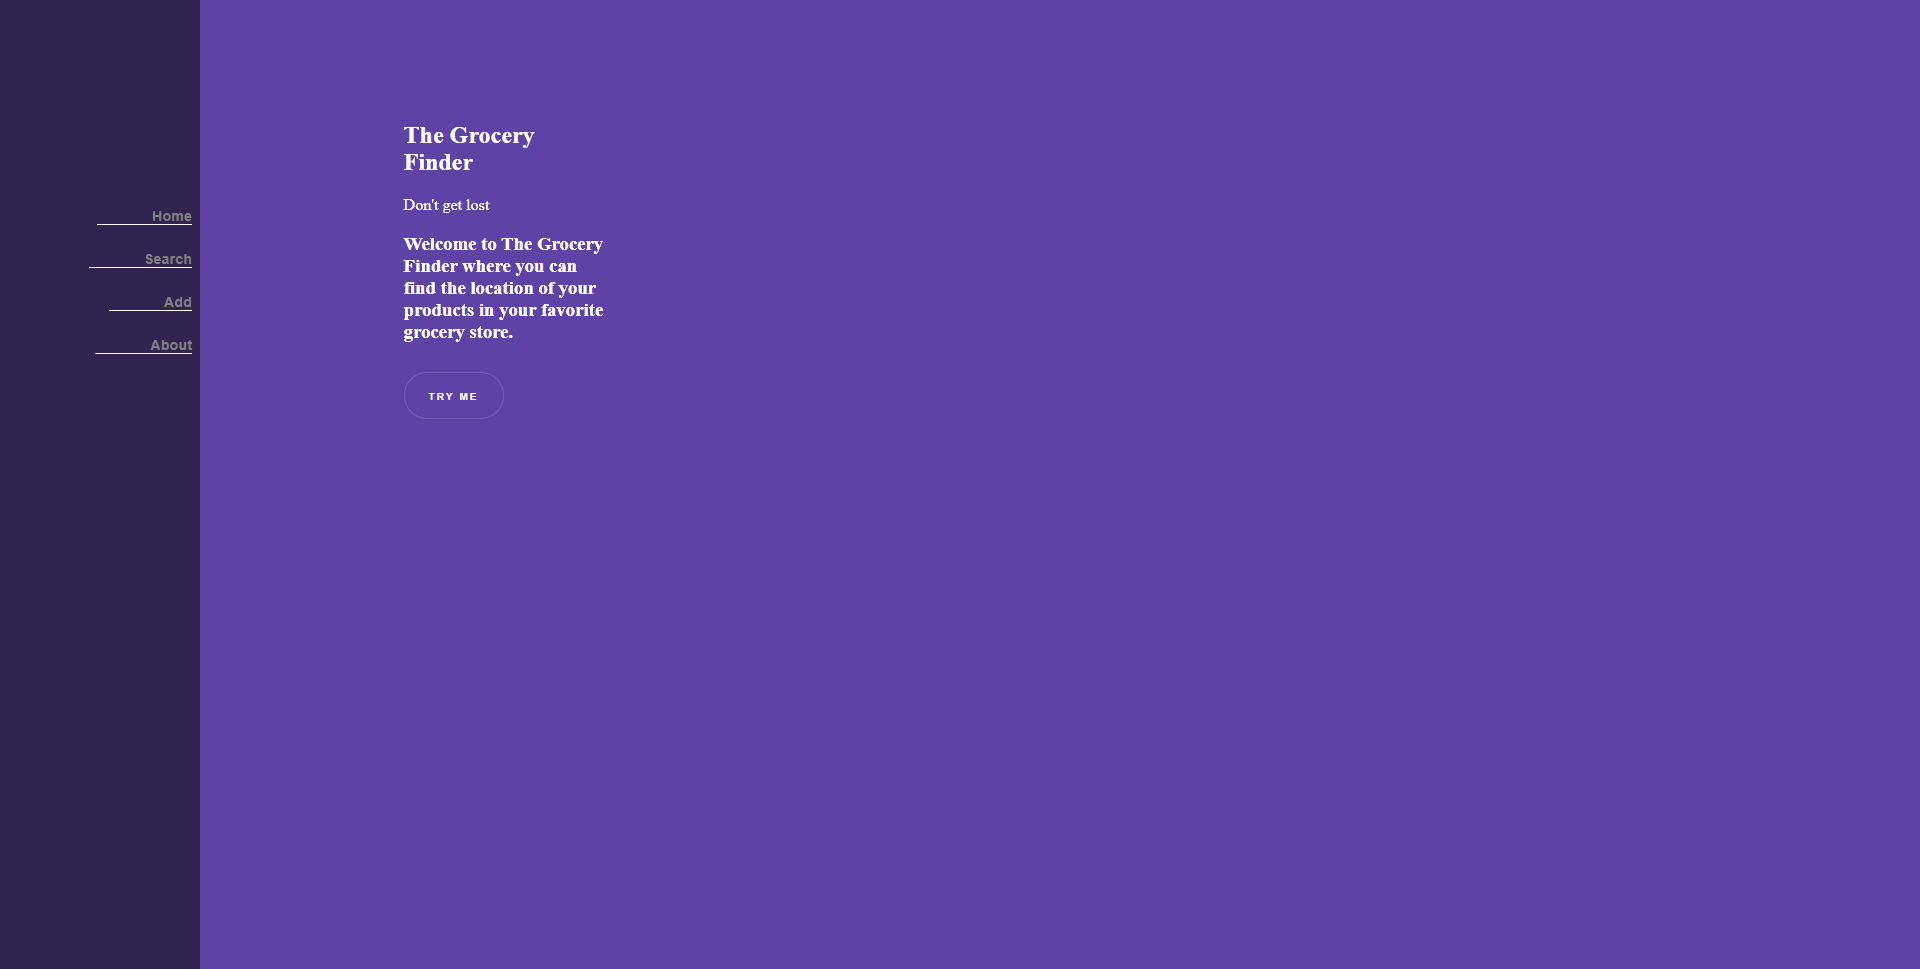 Home
Search
Add
About
The Grocery
Finder
Don't get lost
Welcome to The Grocery
Finder where you can
find the location of your
products in your favorite
grocery store.
TRY ME